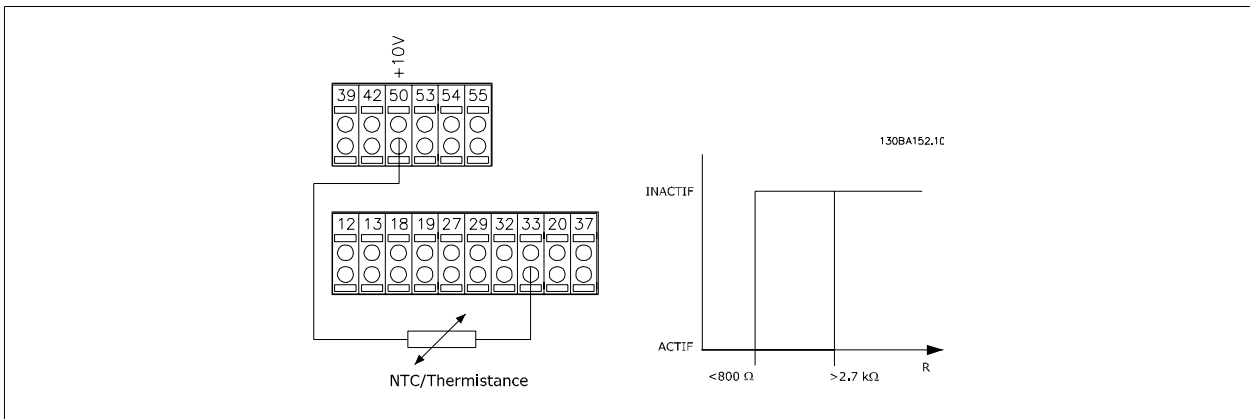 +10V
39 42 50 53 54 55
12 13 18 19 27 29 32 33 20 37
NTC/Thermistance
130BA152.10
INACTIF
ACTIF
<800 Ω
>2.7 kΩ
R